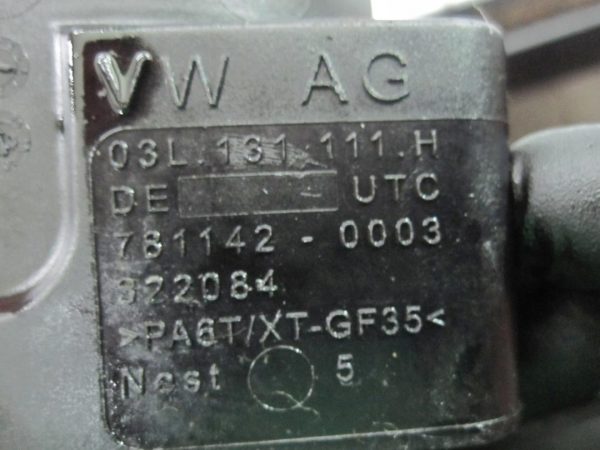 VW AG
03L.131.111.H
DE UTC
781142-0003
322084
>PA6T/XT-GF35<
Nest 5